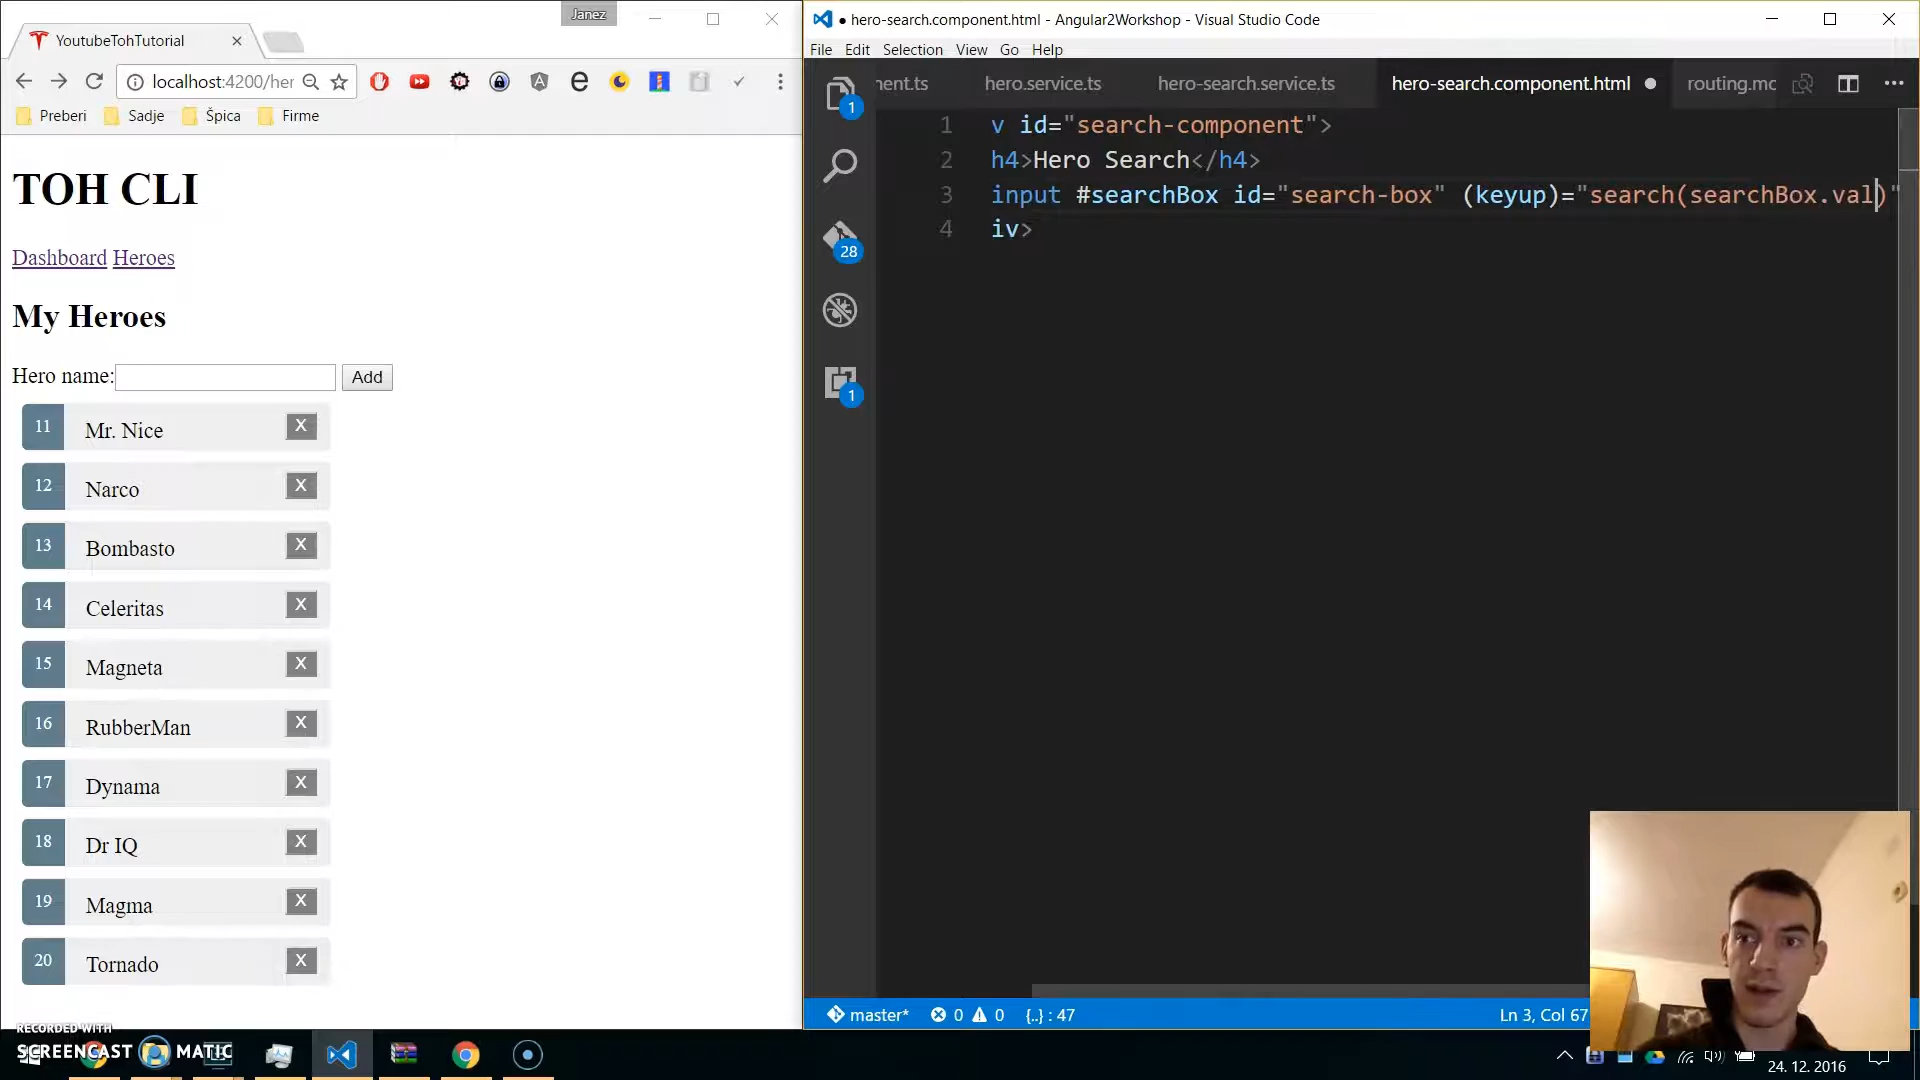 Janez
YoutubeTohTutorial
localhost:4200/her
Preberi Sadje Špica Firme
TOH CLI
Dashboard Heroes
My Heroes
Hero name: Add
11 Mr. Nice X
12 Narco X
13 Bombasto X
14 Celeritas X
15 Magneta X
16 RubberMan X
17 Dynama X
18 Dr IQ X
19 Magma X
20 Tornado X
● hero-search.component.html - Angular2Workshop - Visual Studio Code
File Edit Selection View Go Help
nent.ts hero.service.ts hero-search.service.ts hero-search.component.html ● routing.mc
1
28
1
1 v id="search-component">
2 h4>Hero Search</h4>
3 input #searchBox id="search-box" (keyup)="search(searchBox.val)"
4 iv>
master* 0 0 {..} : 47 Ln 3, Col 67
RECORDED WITH
SCREENCAST MATIC
24. 12. 2016